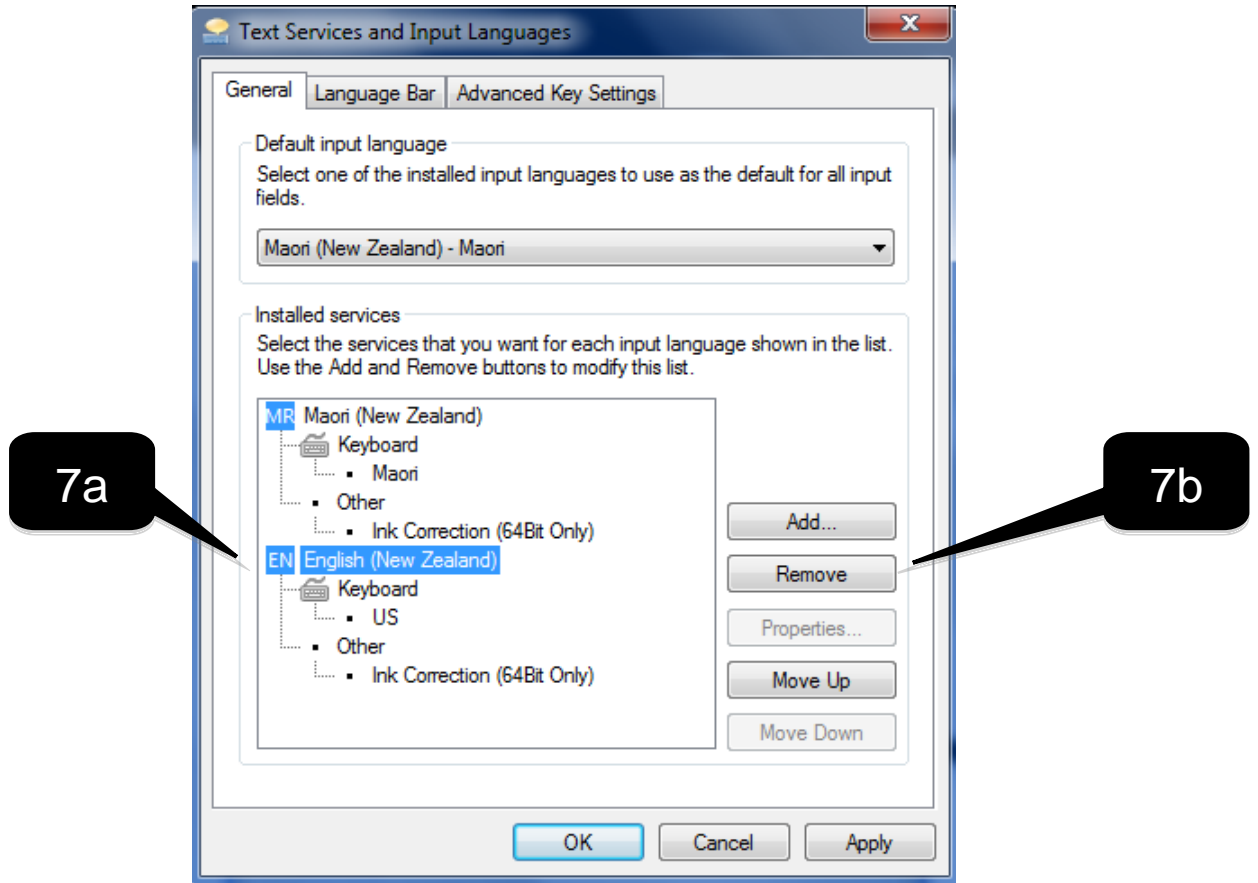 Text Services and Input Languages
x
General
Language Bar
Advanced Key Settings
Default input language
Select one of the installed input languages to use as the default for all input
fields.
Maori (New Zealand) - Maori
Installed services
Select the services that you want for each input language shown in the list.
Use the Add and Remove buttons to modify this list.
MR Maori (New Zealand)
Keyboard
Maori
Other
Ink Correction (64Bit Only)
EN English (New Zealand)
Keyboard
US
Other
Ink Correction (64Bit Only)
7a
7b
Add...
Remove
Properties...
Move Up
Move Down
OK
Cancel
Apply